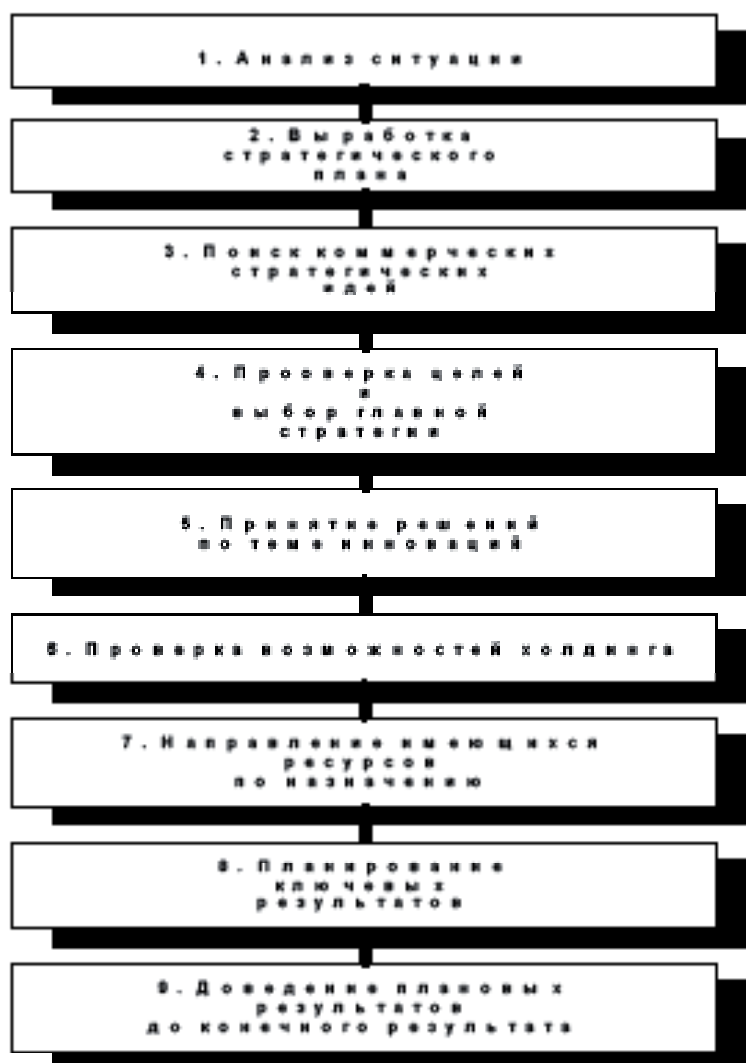 1. Анализ ситуации
2. Выработка
стратегического
плана
3. Поиск коммерческих
стратегических
идей
4. Прооверка целей
и
выбор главной
стратегии
5. Принятие решений
по теме инноваций
6. Проверка возможностей холдинга
7. Направление имеющихся
ресурсов
по назначению
8. Планирование
ключевых
результатов
9. Доведение плановых
результатов
до конечного результата